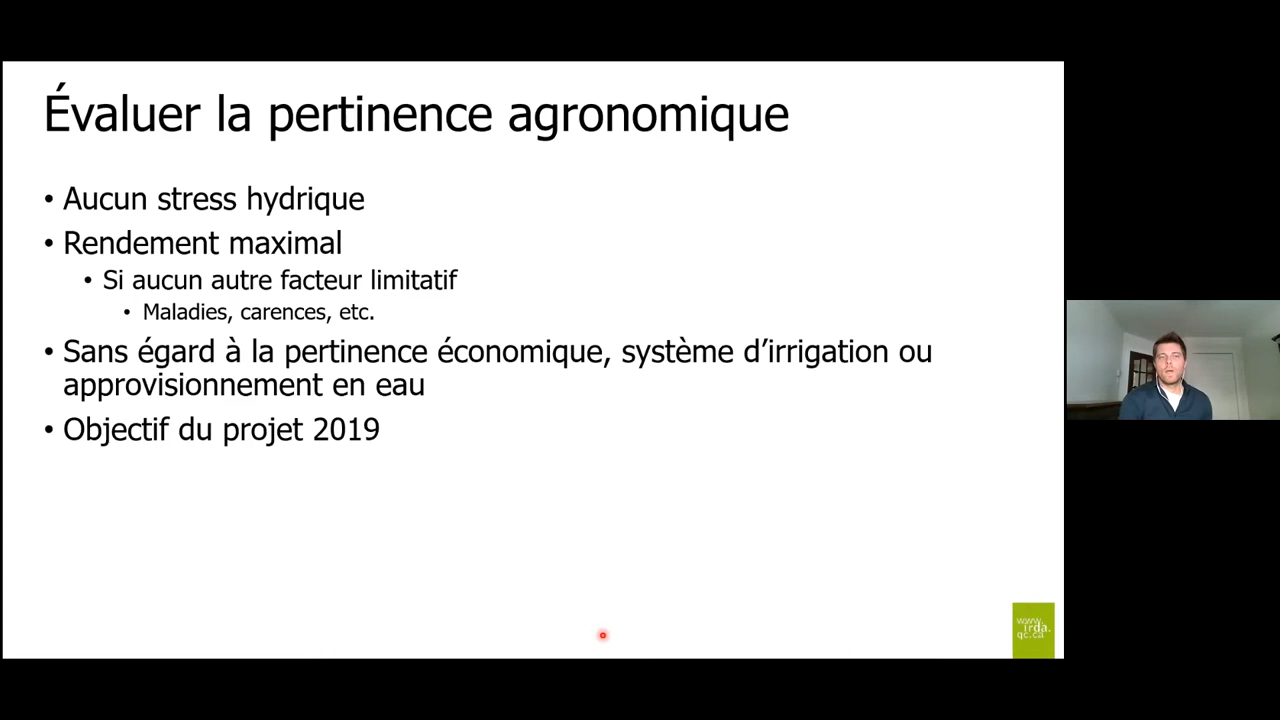 Évaluer la pertinence agronomique
• Aucun stress hydrique
• Rendement maximal
• Si aucun autre facteur limitatif
• Maladies, carences, etc.
• Sans égard à la pertinence économique, système d’irrigation ou
approvisionnement en eau
• Objectif du projet 2019
www.
irda.
qc.ca